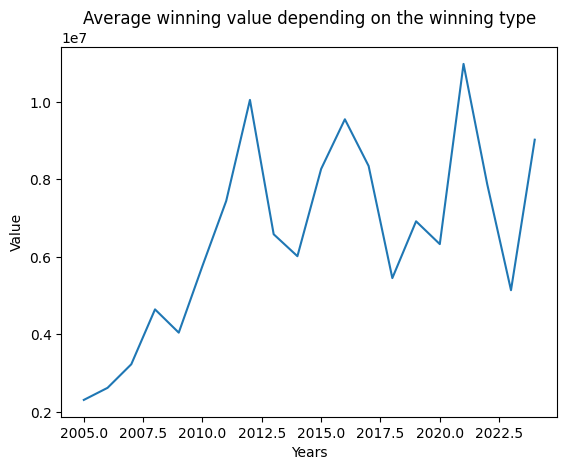 Average winning value depending on the winning type
1e7
1.0
0.8
0.6
0.4
0.2
Value
2005.0 2007.5 2010.0 2012.5 2015.0 2017.5 2020.0 2022.5
Years